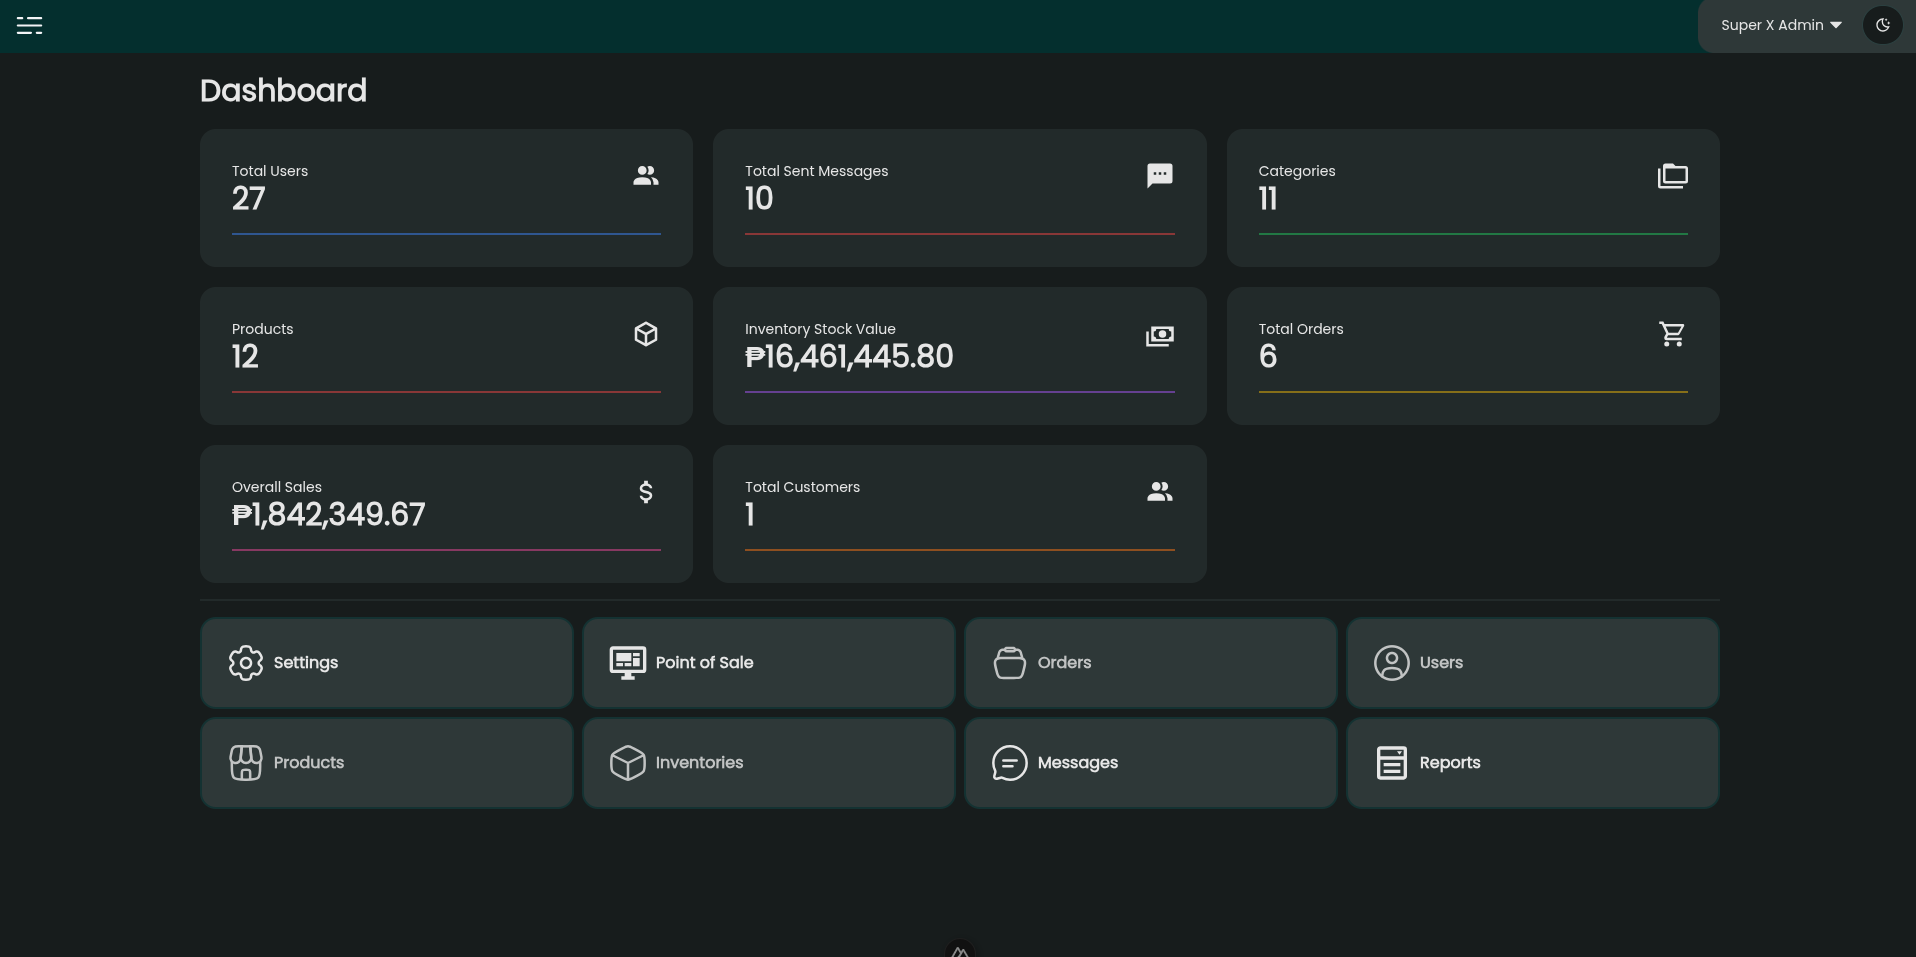 Super X Admin
Dashboard
Total Users
27
Total Sent Messages
10
Categories
11
Products
12
Inventory Stock Value
₱16,461,445.80
Total Orders
6
Overall Sales
₱1,842,349.67
Total Customers
1
Settings
Point of Sale
Orders
Users
Products
Inventories
Messages
Reports